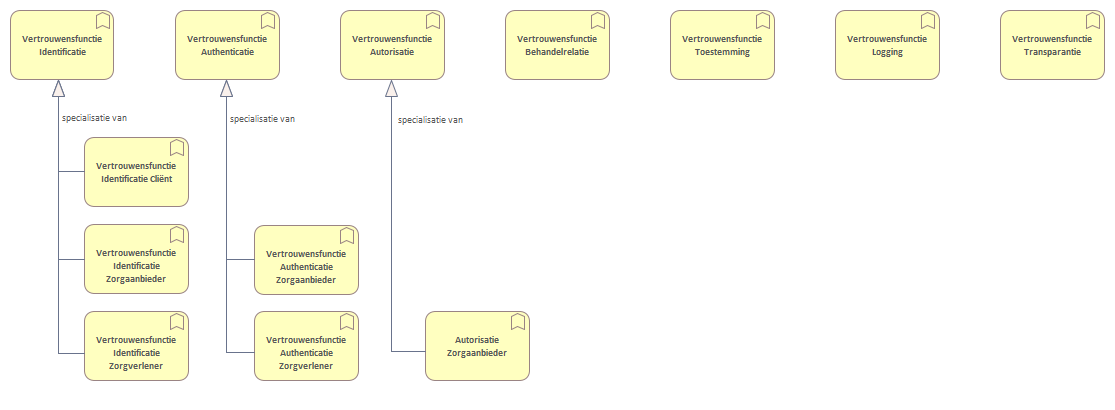 Vertrouwensfunctie
Identificatie
Vertrouwensfunctie
Authenticatie
Vertrouwensfunctie
Autorisatie
Vertrouwensfunctie
Behandelrelatie
Vertrouwensfunctie
Toestemming
Vertrouwensfunctie
Logging
Vertrouwensfunctie
Transparantie
specialisatie van
specialisatie van
specialisatie van
Vertrouwensfunctie
Identificatie Cliënt
Vertrouwensfunctie
Identificatie
Zorgaanbieder
Vertrouwensfunctie
Authenticatie
Zorgaanbieder
Vertrouwensfunctie
Identificatie
Zorgverlener
Vertrouwensfunctie
Authenticatie
Zorgverlener
Autorisatie
Zorgaanbieder